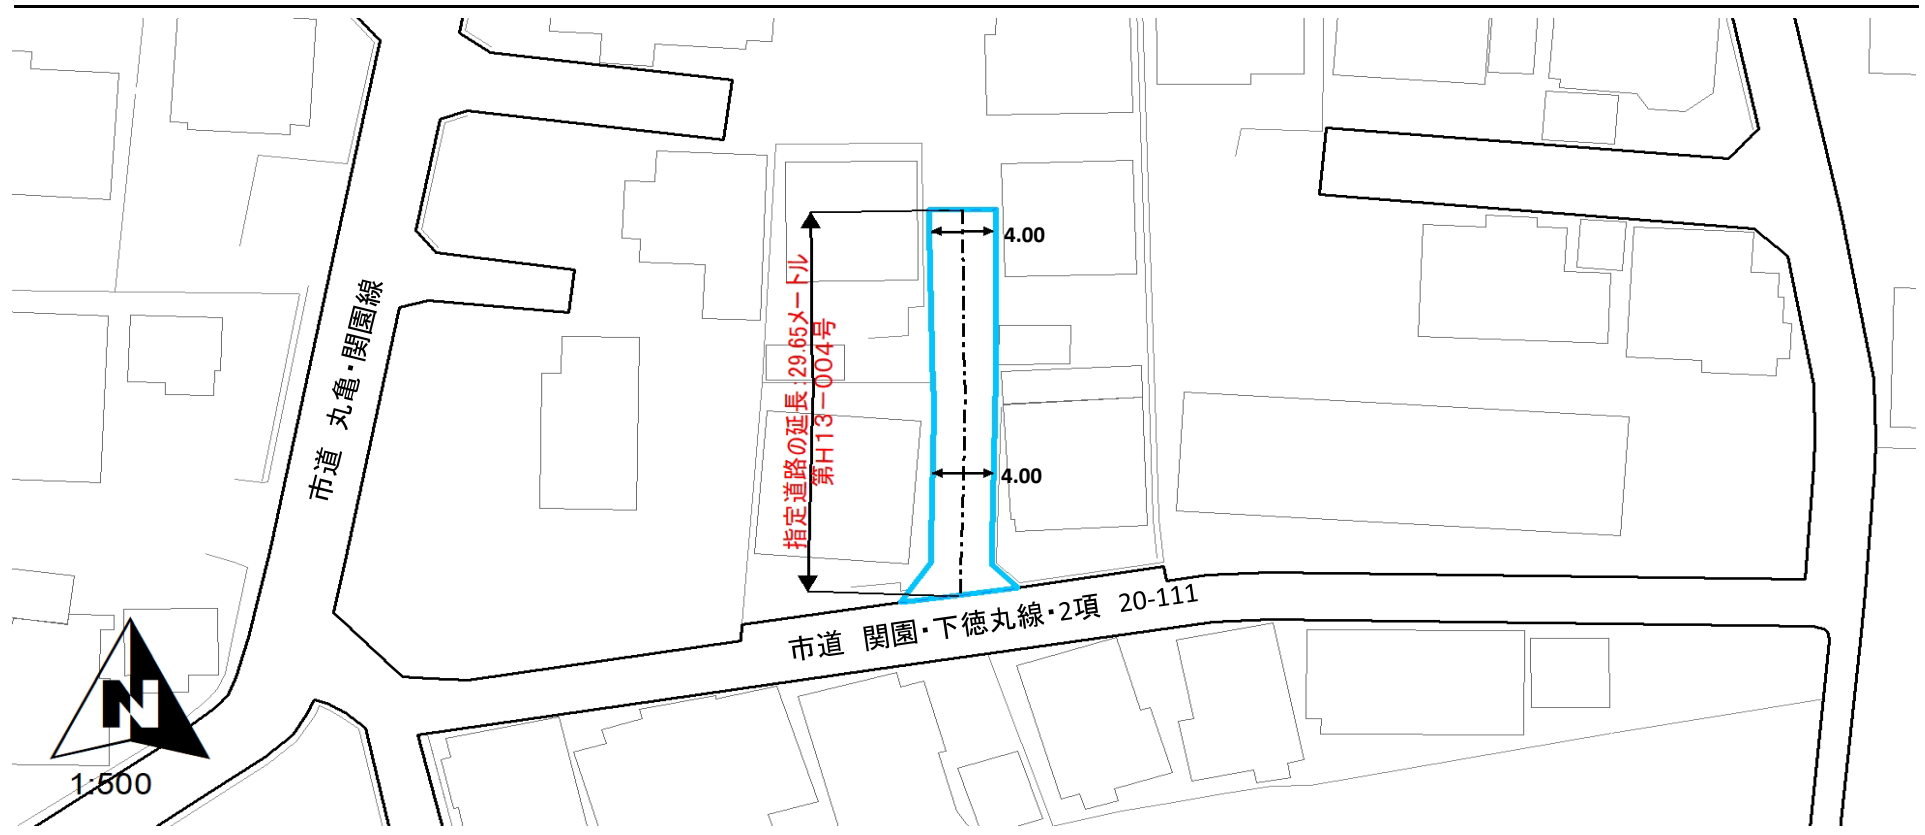 4.00
指定道路の延長:29.65メートル
第H13-004号
市道 丸亀・関園線
4.00
市道 関園・下徳丸線・2項 20-111
N
1:500